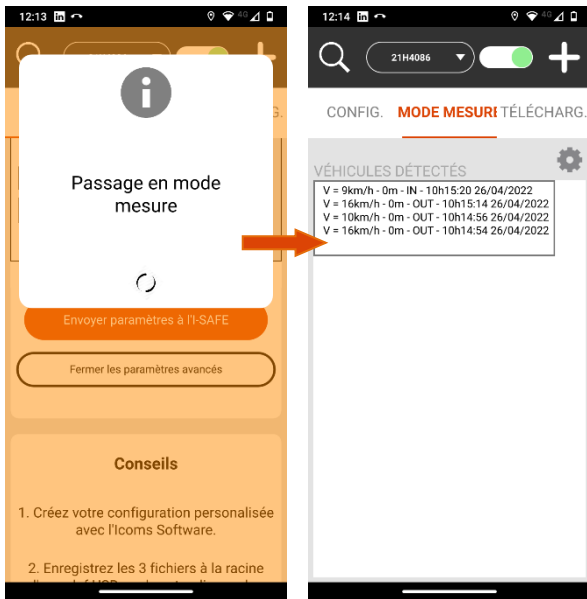 12:13
4G
G.
Passage en mode
mesure
Envoyer paramètres à l'I-SAFE
Fermer les paramètres avancés
Conseils
1. Créez votre configuration personalisée
avec l'Icoms Software.
2. Enregistrez les 3 fichiers à la racine
12:14
4G
21H4086
CONFIG. MODE MESURE TÉLÉCHARG.
VÉHICULES DÉTECTÉS
V = 9km/h - 0m - IN - 10h15:20 26/04/2022
V = 16km/h - 0m - OUT - 10h15:14 26/04/2022
V = 10km/h - 0m - OUT - 10h14:56 26/04/2022
V = 16km/h - 0m - OUT - 10h14:54 26/04/2022